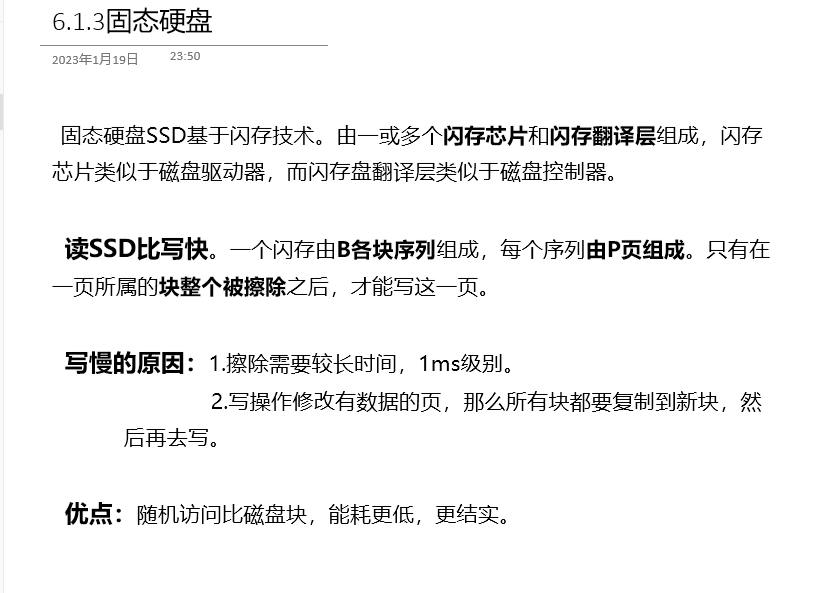 6.1.3固态硬盘
2023年1月19日 23:50
固态硬盘SSD基于闪存技术。由一或多个闪存芯片和闪存翻译层组成，闪存
芯片类似于磁盘驱动器，而闪存盘翻译层类似于磁盘控制器。
读SSD比写快。一个闪存由B各块序列组成，每个序列由P页组成。只有在
一页所属的块整个被擦除之后，才能写这一页。
写慢的原因：1.擦除需要较长时间，1ms级别。
2.写操作修改有数据的页，那么所有块都要复制到新块，然
后再去写。
优点：随机访问比磁盘块，能耗更低，更结实。